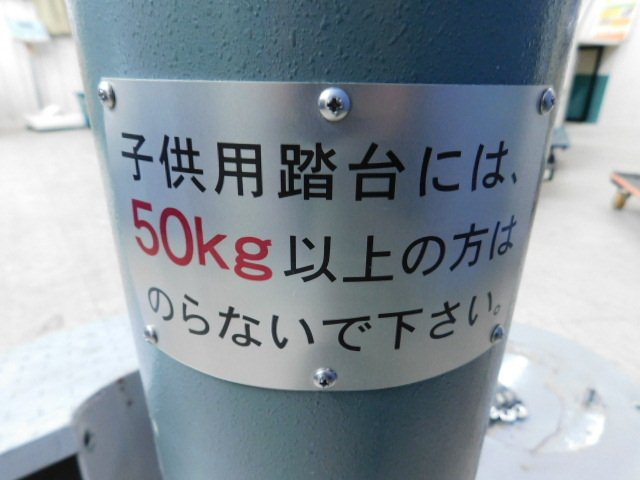 子供用踏台には、
50kg以上の方は
のらないで下さい。